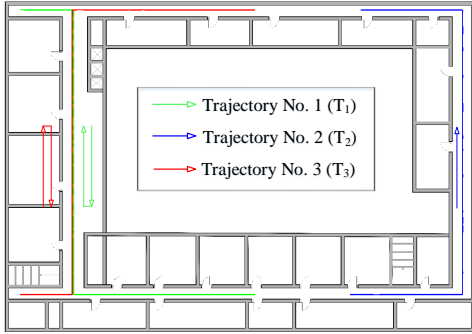 Trajectory No. 1 (T₁)
Trajectory No. 2 (T₂)
Trajectory No. 3 (T₃)